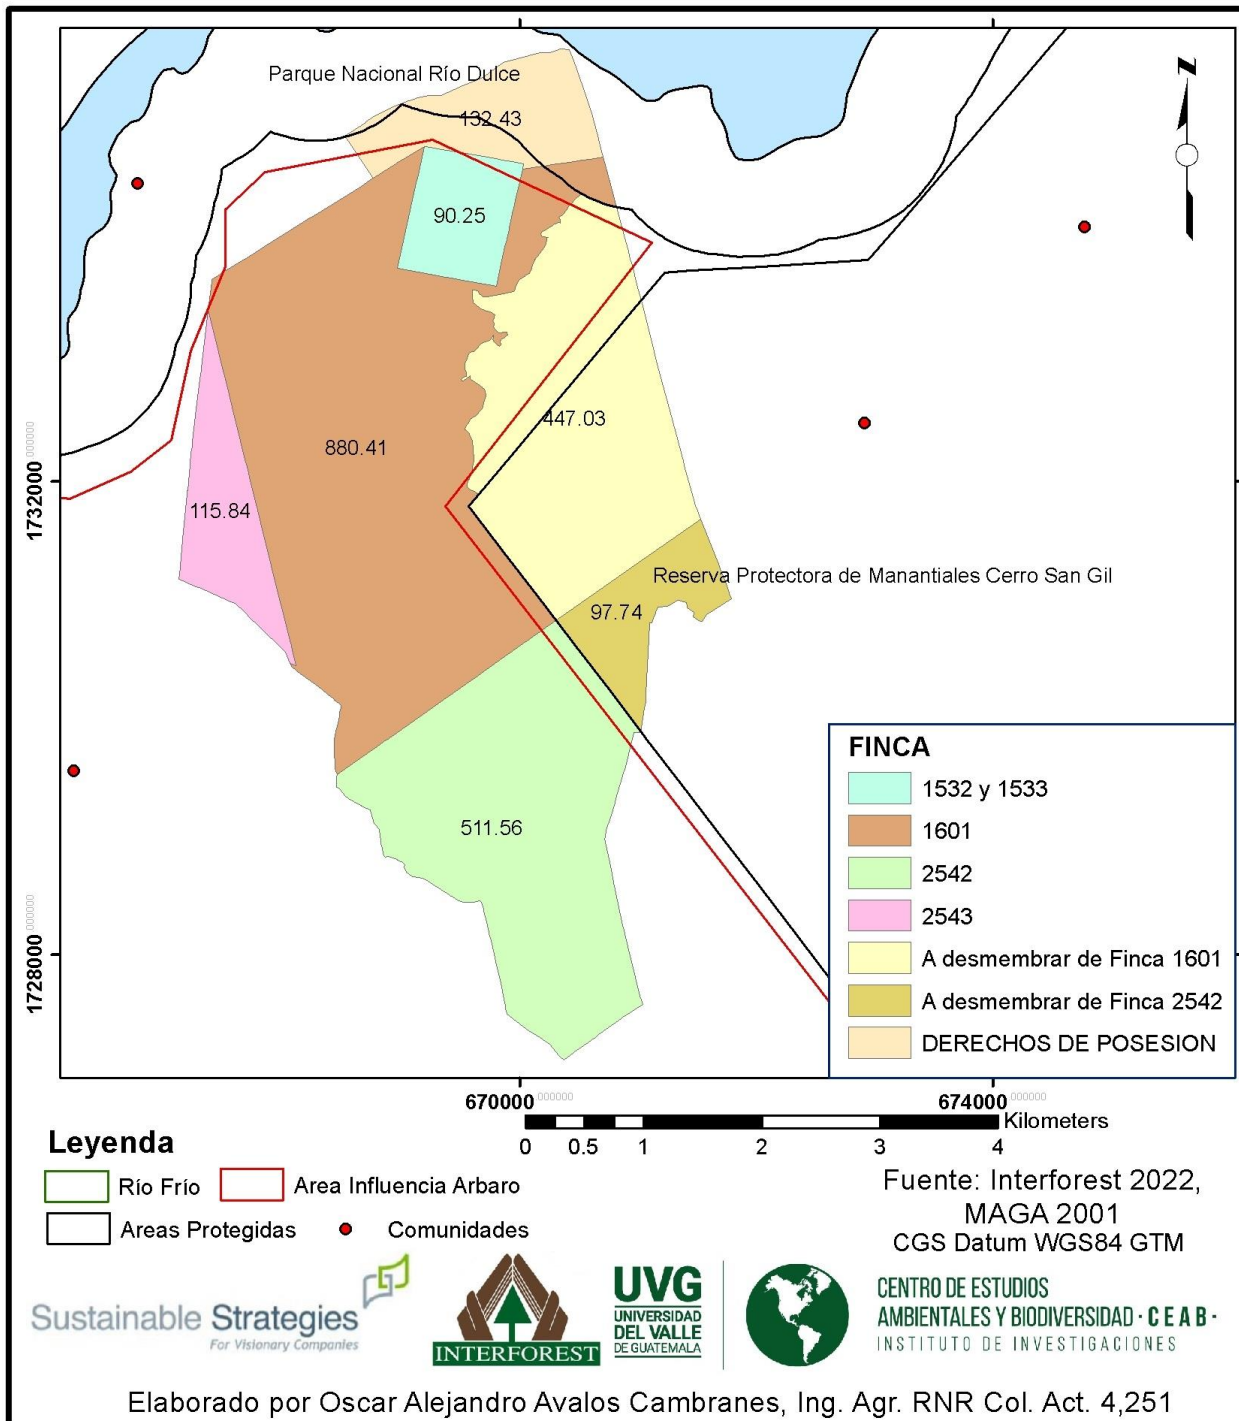 Parque Nacional Río Dulce
132.43
90.25
447.03
880.41
115.84
Reserva Protectora de Manantiales Cerro San Gil
97.74
511.56
1732000.000000
1728000.000000
670000.000000
674000.000000
N
FINCA
1532 y 1533
1601
2542
2543
A desmembrar de Finca 1601
A desmembrar de Finca 2542
DERECHOS DE POSESION
Kilometers
0 0.5 1 2 3 4
Leyenda
Río Frío
Area Influencia Arbaro
Areas Protegidas
Comunidades
Fuente: Interforest 2022,
MAGA 2001
CGS Datum WGS84 GTM
Sustainable Strategies
For Visionary Companies
INTERFOREST
UVG
UNIVERSIDAD
DEL VALLE
DE GUATEMALA
CENTRO DE ESTUDIOS
AMBIENTALES Y BIODIVERSIDAD · CEAB ·
INSTITUTO DE INVESTIGACIONES
Elaborado por Oscar Alejandro Avalos Cambranes, Ing. Agr. RNR Col. Act. 4,251